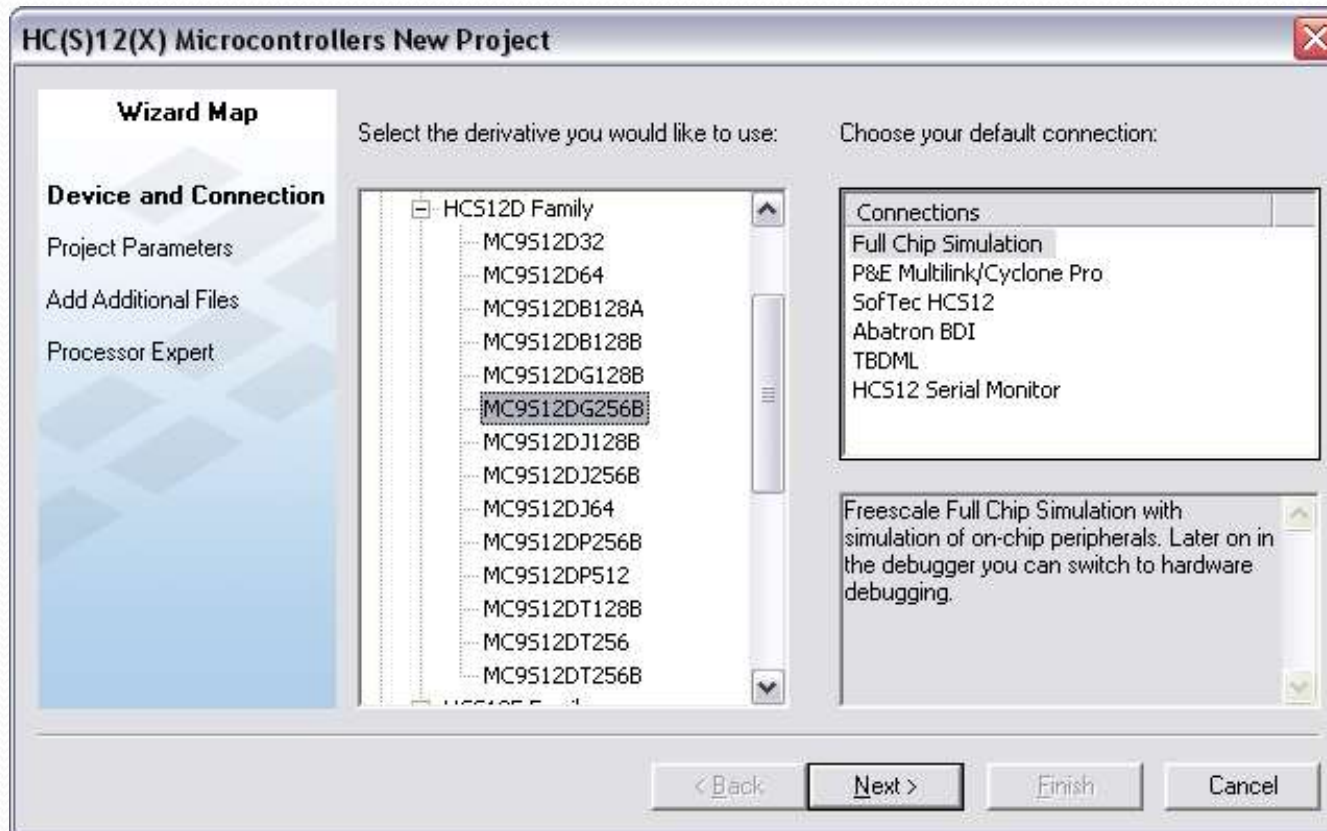 HC(S)12(X) Microcontrollers New Project
Wizard Map
Device and Connection
Project Parameters
Add Additional Files
Processor Expert
Select the derivative you would like to use:
HCS12D Family
MC9S12D32
MC9S12D64
MC9S12DB128A
MC9S12DB128B
MC9S12DG128B
MC9S12DG256B
MC9S12DJ128B
MC9S12DJ256B
MC9S12DJ64
MC9S12DP256B
MC9S12DP512
MC9S12DT128B
MC9S12DT256
MC9S12DT256B
Choose your default connection:
Connections
Full Chip Simulation
P&E Multilink/Cyclone Pro
SofTec HCS12
Abatron BDI
TBDML
HCS12 Serial Monitor
Freescale Full Chip Simulation with
simulation of on-chip peripherals. Later on in
the debugger you can switch to hardware
debugging.
< Back
Next >
Finish
Cancel